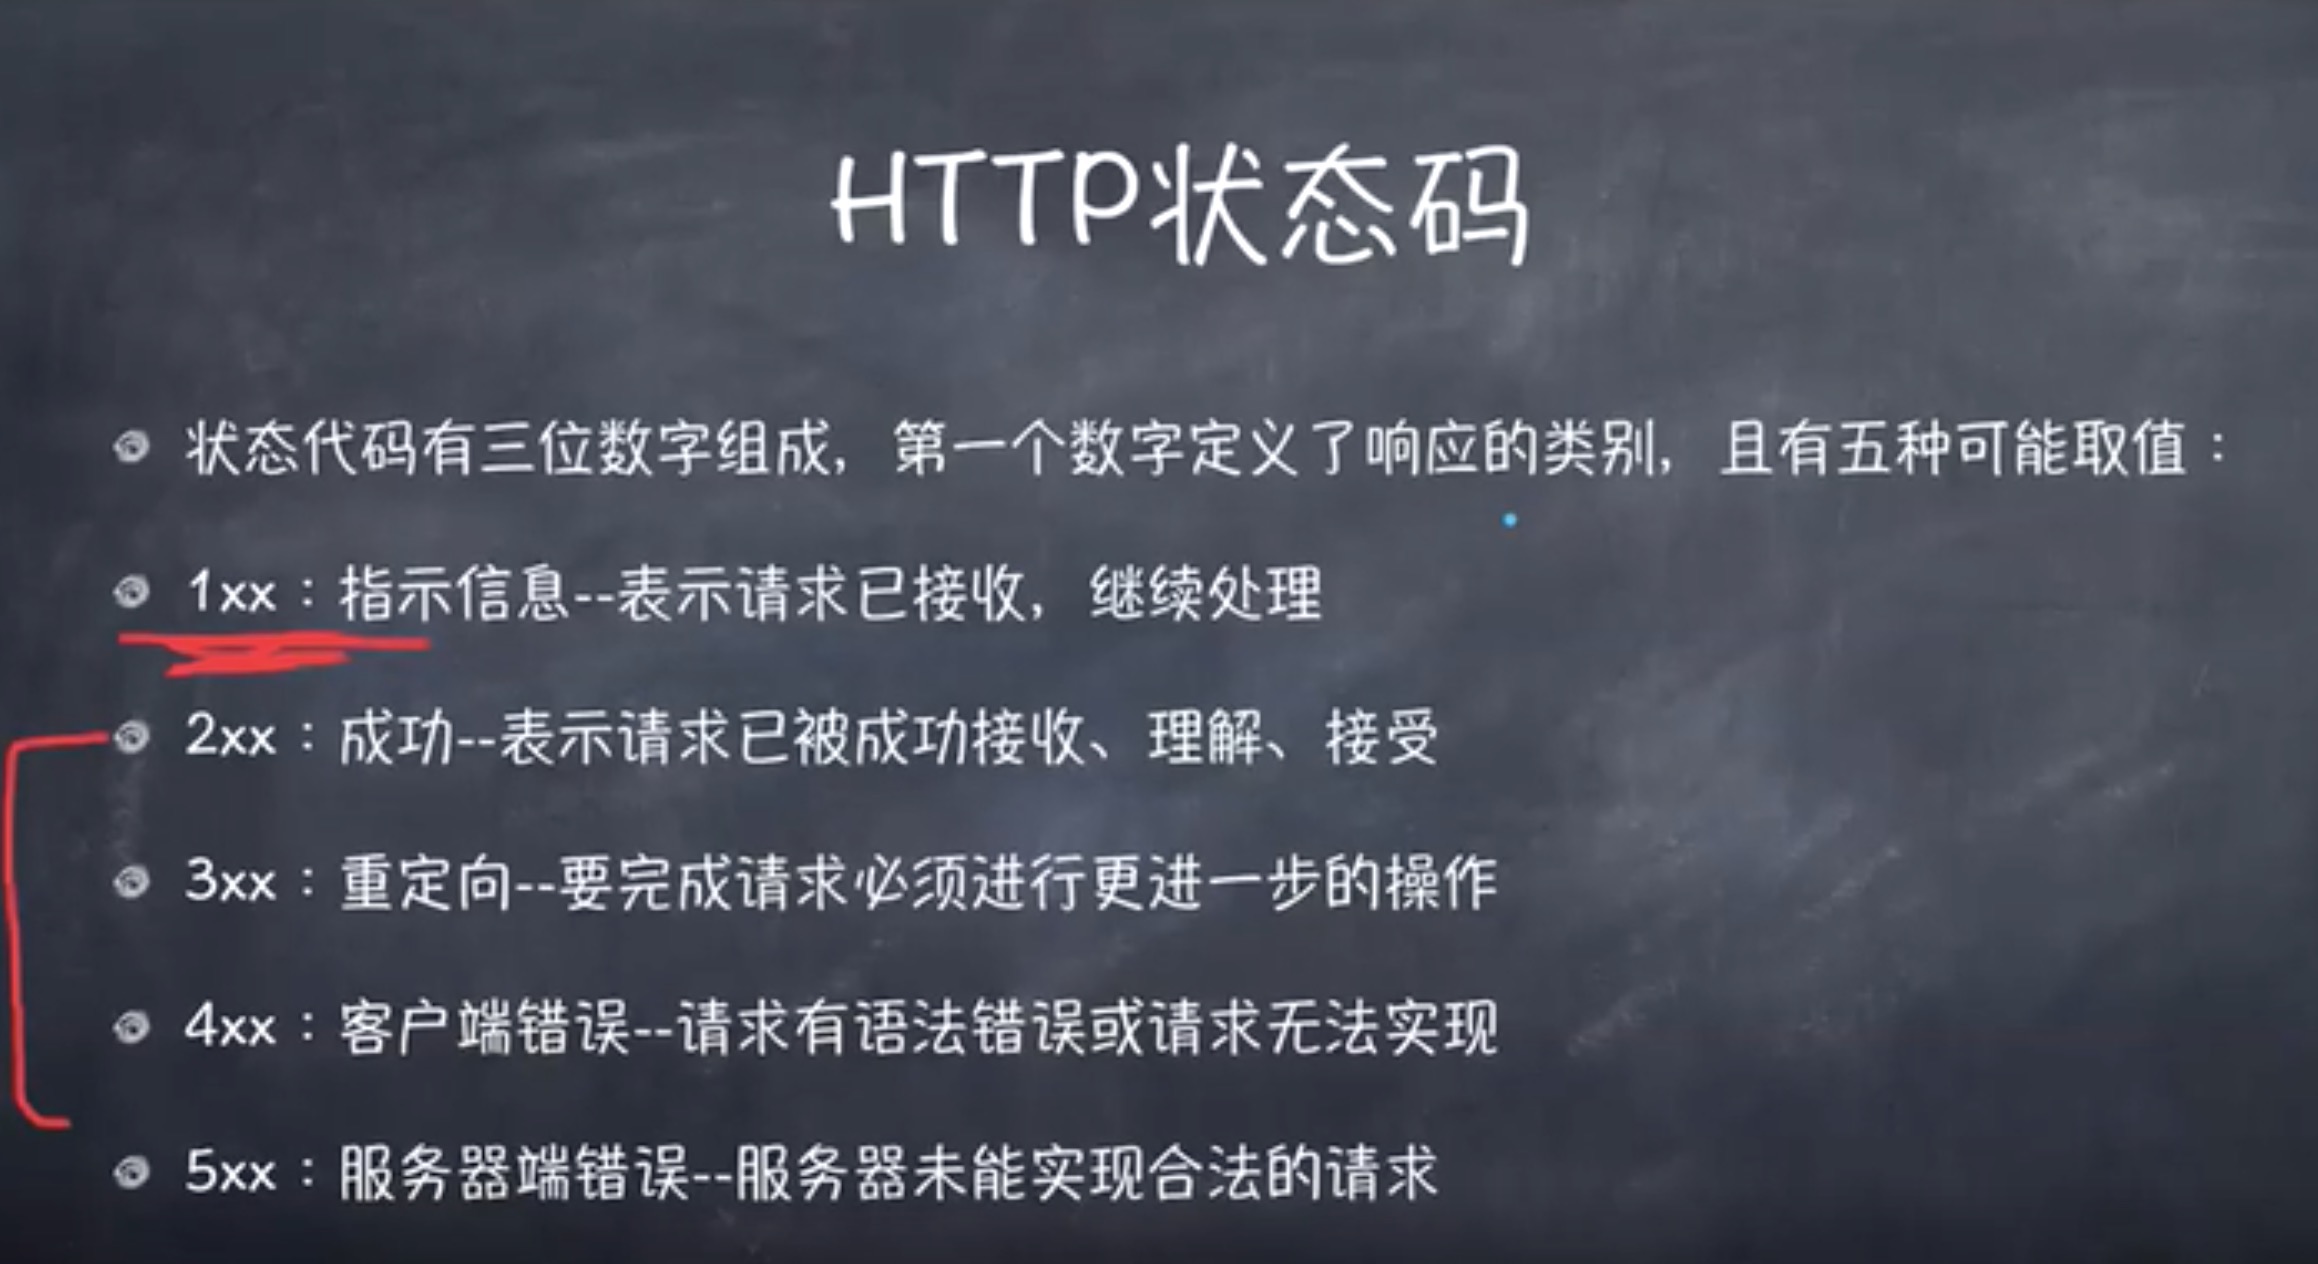 HTTP状态码
状态代码有三位数字组成，第一个数字定义了响应的类别，且有五种可能取值：
1xx：指示信息--表示请求已接收，继续处理
2xx：成功--表示请求已被成功接收、理解、接受
3xx：重定向--要完成请求必须进行更进一步的操作
4xx：客户端错误--请求有语法错误或请求无法实现
5xx：服务器端错误--服务器未能实现合法的请求